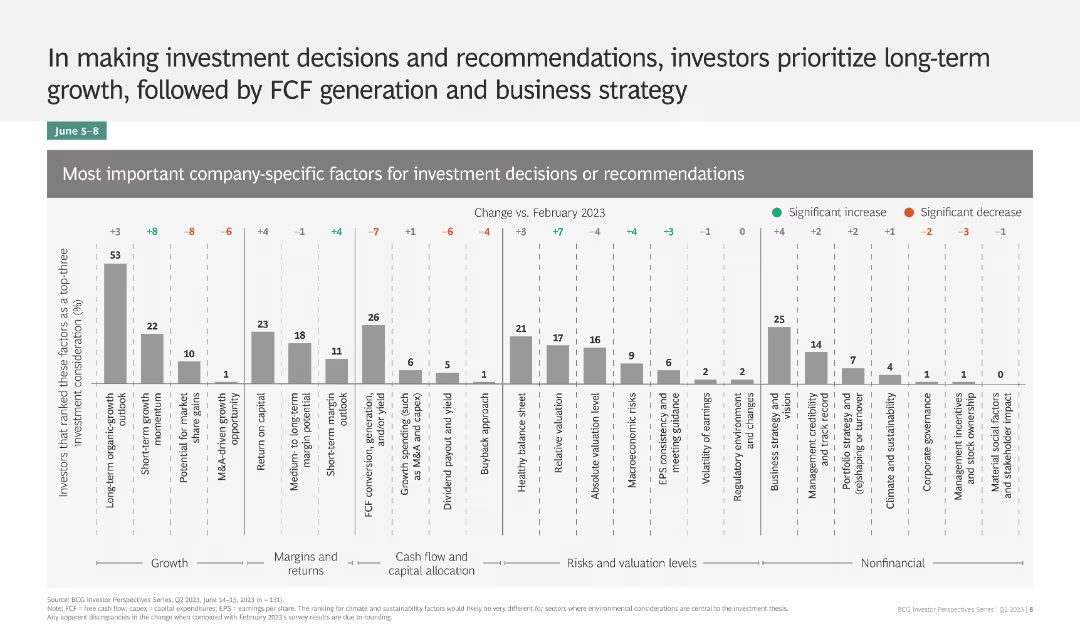 In making investment decisions and recommendations, investors prioritize long-term
growth, followed by FCF generation and business strategy
June 5–8
Most important company-specific factors for investment decisions or recommendations
Change vs. February 2023
Significant increase
Significant decrease
+3 +8 –8 –6 +4 –1 +4 –7 +1 –6 –4 +3 +7 –4 +4 +3 –1 0 +4 +2 +2 +1 –2 –3 –1
Investors that ranked these factors as a top-three
investment consideration (%)
53 22 10 1 23 18 11 26 6 5 1 21 17 16 9 6 2 2 25 14 7 4 1 1 0
Long-term organic-growth
outlook
Short-term growth
momentum
Potential for market
share gains
M&A-driven growth
opportunity
Return on capital
Medium- to long-term
margin potential
Short-term margin
outlook
FCF conversion, generation,
and/or yield
Growth spending (such
as M&A and capex)
Dividend payout and yield
Buyback approach
Healthy balance sheet
Relative valuation
Absolute valuation level
Macroeconomic risks
EPS consistency and
meeting guidance
Volatility of earnings
Regulatory environment
and changes
Business strategy and
vision
Management credibility
and track record
Portfolio strategy and
(re)shaping or turnover
Climate and sustainability
Corporate governance
Management incentives
and stock ownership
Material social factors
and stakeholder impact
Growth
Margins and
returns
Cash flow and
capital allocation
Risks and valuation levels
Nonfinancial
Source: BCG Investor Perspectives Series, Q2 2023, June 14–15, 2023 (n = 131).
Note: FCF = free cash flow; capex = capital expenditures; EPS = earnings per share. The ranking for climate and sustainability factors would likely be very different for sectors where environmental considerations are central to the investment thesis.
Any apparent discrepancies in the change when compared with February 2023's survey results are due to rounding.
BCG Investor Perspectives Series | Q2 2023 | 8